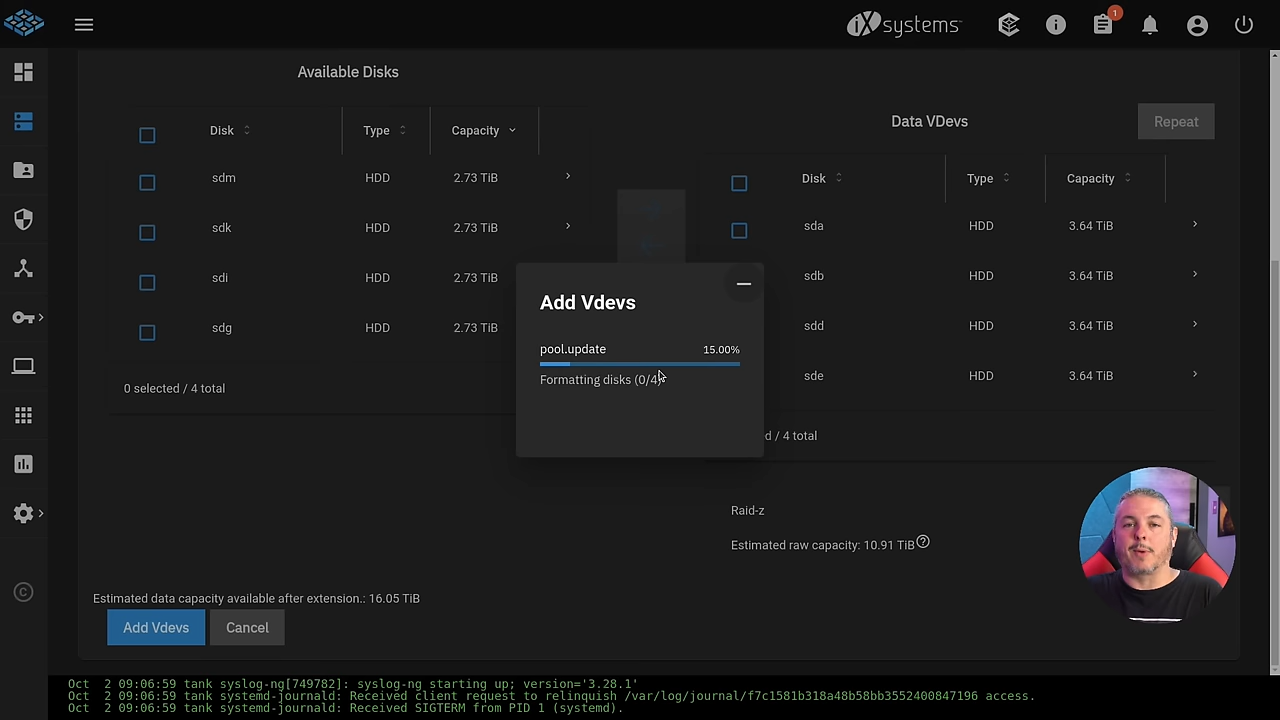 iXsystems
1
Available Disks
Disk Type Capacity
sdm HDD 2.73 TiB
sdk HDD 2.73 TiB
sdi HDD 2.73 TiB
sdg HDD 2.73 TiB
0 selected / 4 total
Data VDevs
Repeat
Disk Type Capacity
sda HDD 3.64 TiB
sdb HDD 3.64 TiB
sdd HDD 3.64 TiB
sde HDD 3.64 TiB
d / 4 total
Add Vdevs
pool.update 15.00%
Formatting disks (0/4)
Raid-z
Estimated raw capacity: 10.91 TiB
Estimated data capacity available after extension.: 16.05 TiB
Add Vdevs Cancel
Oct 2 09:06:59 tank syslog-ng[749782]: syslog-ng starting up; version='3.28.1'
Oct 2 09:06:59 tank systemd-journald: Received client request to relinquish /var/log/journal/f7c1581b318a48b58bb3552400847196 access.
Oct 2 09:06:59 tank systemd-journald: Received SIGTERM from PID 1 (systemd).